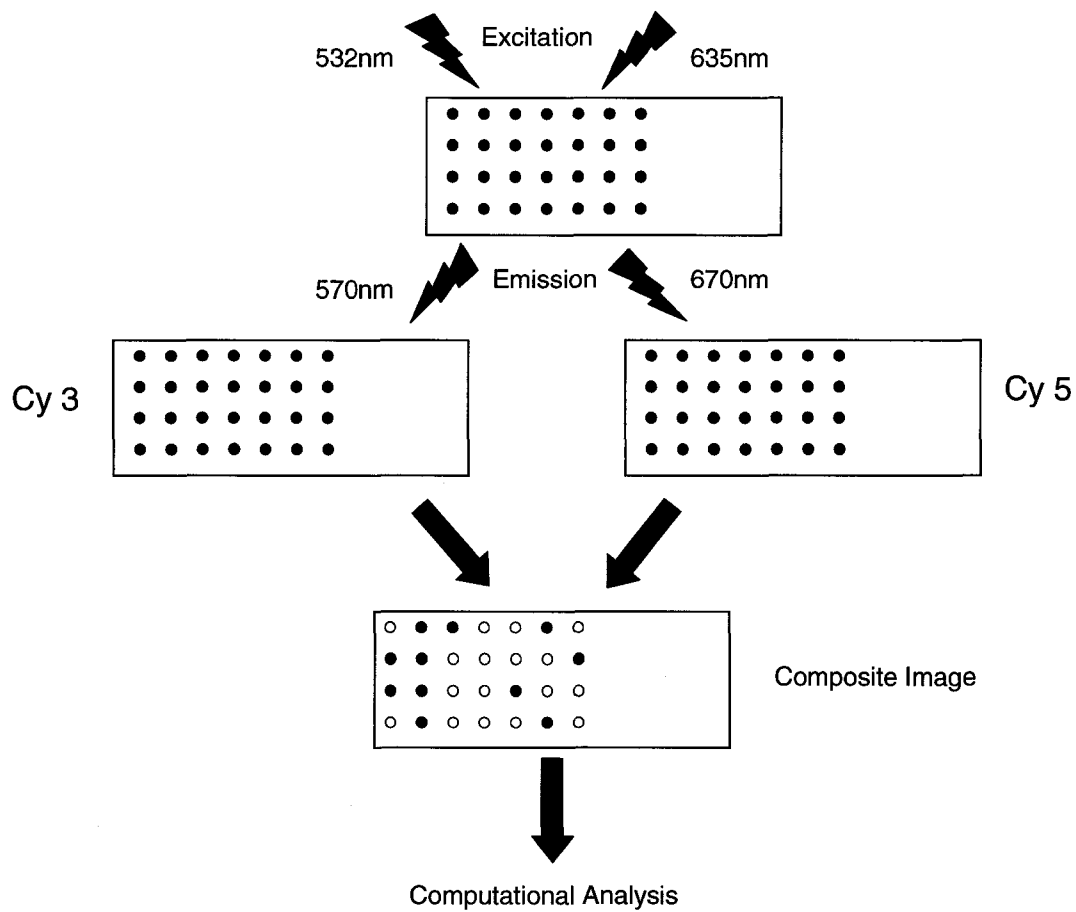 Excitation
532nm
635nm
Emission
570nm
670nm
Cy 3
Cy 5
Composite Image
Computational Analysis